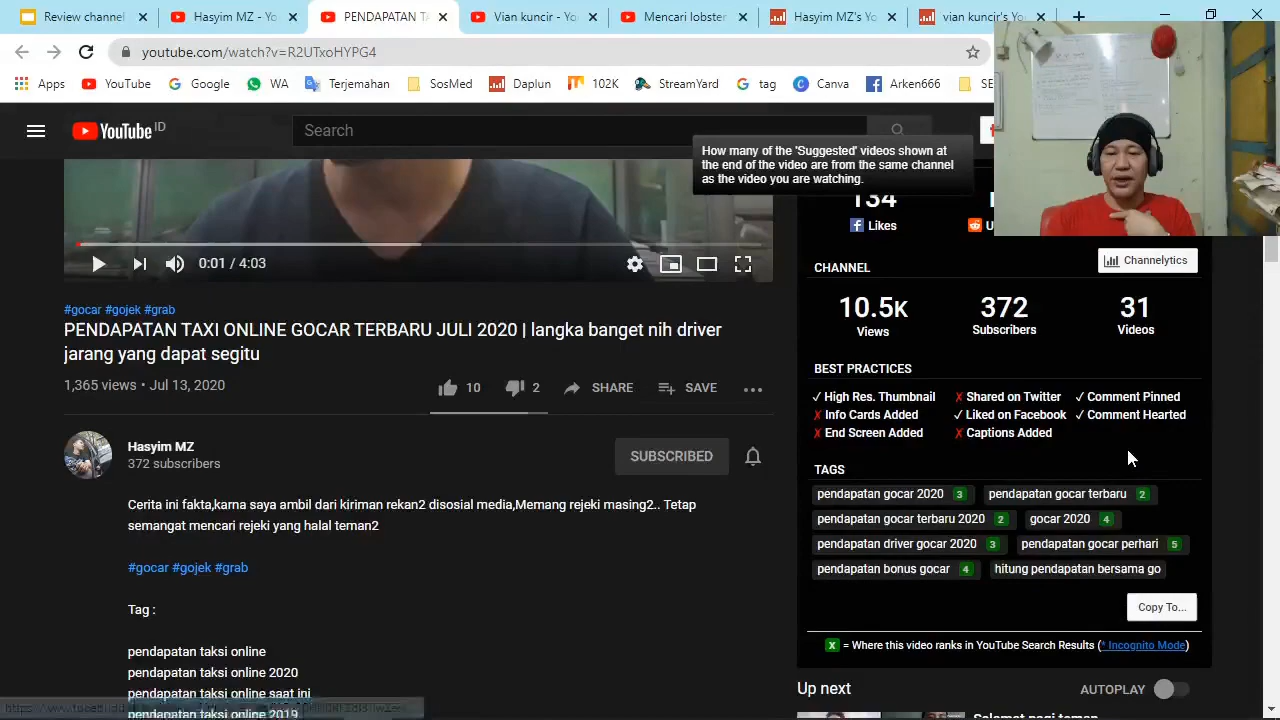 Review channel
Hasyim MZ - Yo
PENDAPATAN TA
Vian kuncir - Yo
Mencari lobster
Hasyim MZ's Yo
vian kuncir's Yo
youtube.com/watch?v=R2UTxoHYPG4
Apps
YouTube
Google
WA
Terjemahan
SosMed
Daplun
102K
StreamYard
tag
Canva
Arken666
SE
YouTube ID
Search
How many of the 'Suggested' videos shown at
the end of the video are from the same channel
as the video you are watching.
134
Likes
U
0:01 / 4:03
CHANNEL
Channelytics
10.5K
Views
372
Subscribers
31
Videos
#gocar #gojek #grab
PENDAPATAN TAXI ONLINE GOCAR TERBARU JULI 2020 | langka banget nih driver
jarang yang dapat segitu
1,365 views • Jul 13, 2020
10
2
SHARE
SAVE
BEST PRACTICES
✓ High Res. Thumbnail
✗ Shared on Twitter
✓ Comment Pinned
✗ Info Cards Added
✓ Liked on Facebook
✓ Comment Hearted
✗ End Screen Added
✗ Captions Added
Hasyim MZ
372 subscribers
SUBSCRIBED
Cerita ini fakta,karna saya ambil dari kiriman rekan2 disosial media,Memang rejeki masing2.. Tetap
semangat mencari rejeki yang halal teman2
#gocar #gojek #grab
Tag :
pendapatan taksi online
pendapatan taksi online 2020
pendapatan taksi online saat ini
pendapatan taksi online 2019
TAGS
pendapatan gocar 2020 3
pendapatan gocar terbaru 2
pendapatan gocar terbaru 2020 2
gocar 2020 4
pendapatan driver gocar 2020 3
pendapatan gocar perhari 5
pendapatan bonus gocar 4
hitung pendapatan bersama go
Copy To...
X = Where this video ranks in YouTube Search Results (* Incognito Mode)
Up next
AUTOPLAY
Selamat pagi teman